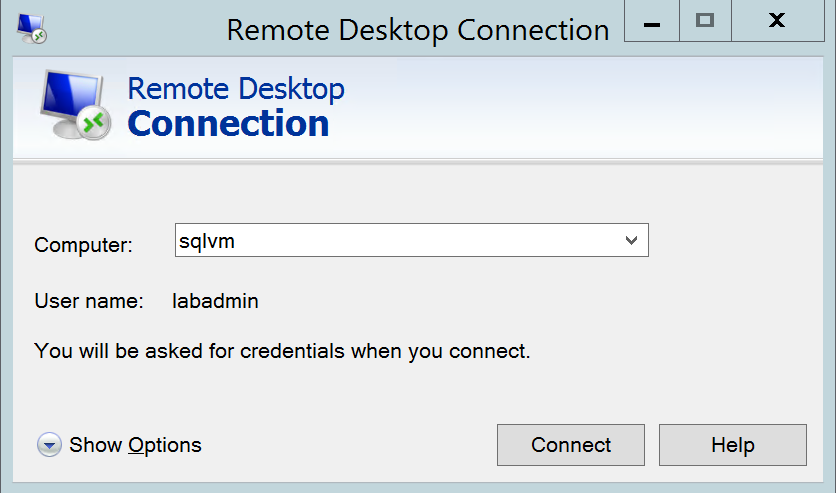 Remote Desktop Connection
Remote Desktop
Connection
Computer: sqlvm
User name: labadmin
You will be asked for credentials when you connect.
Show Options Connect Help